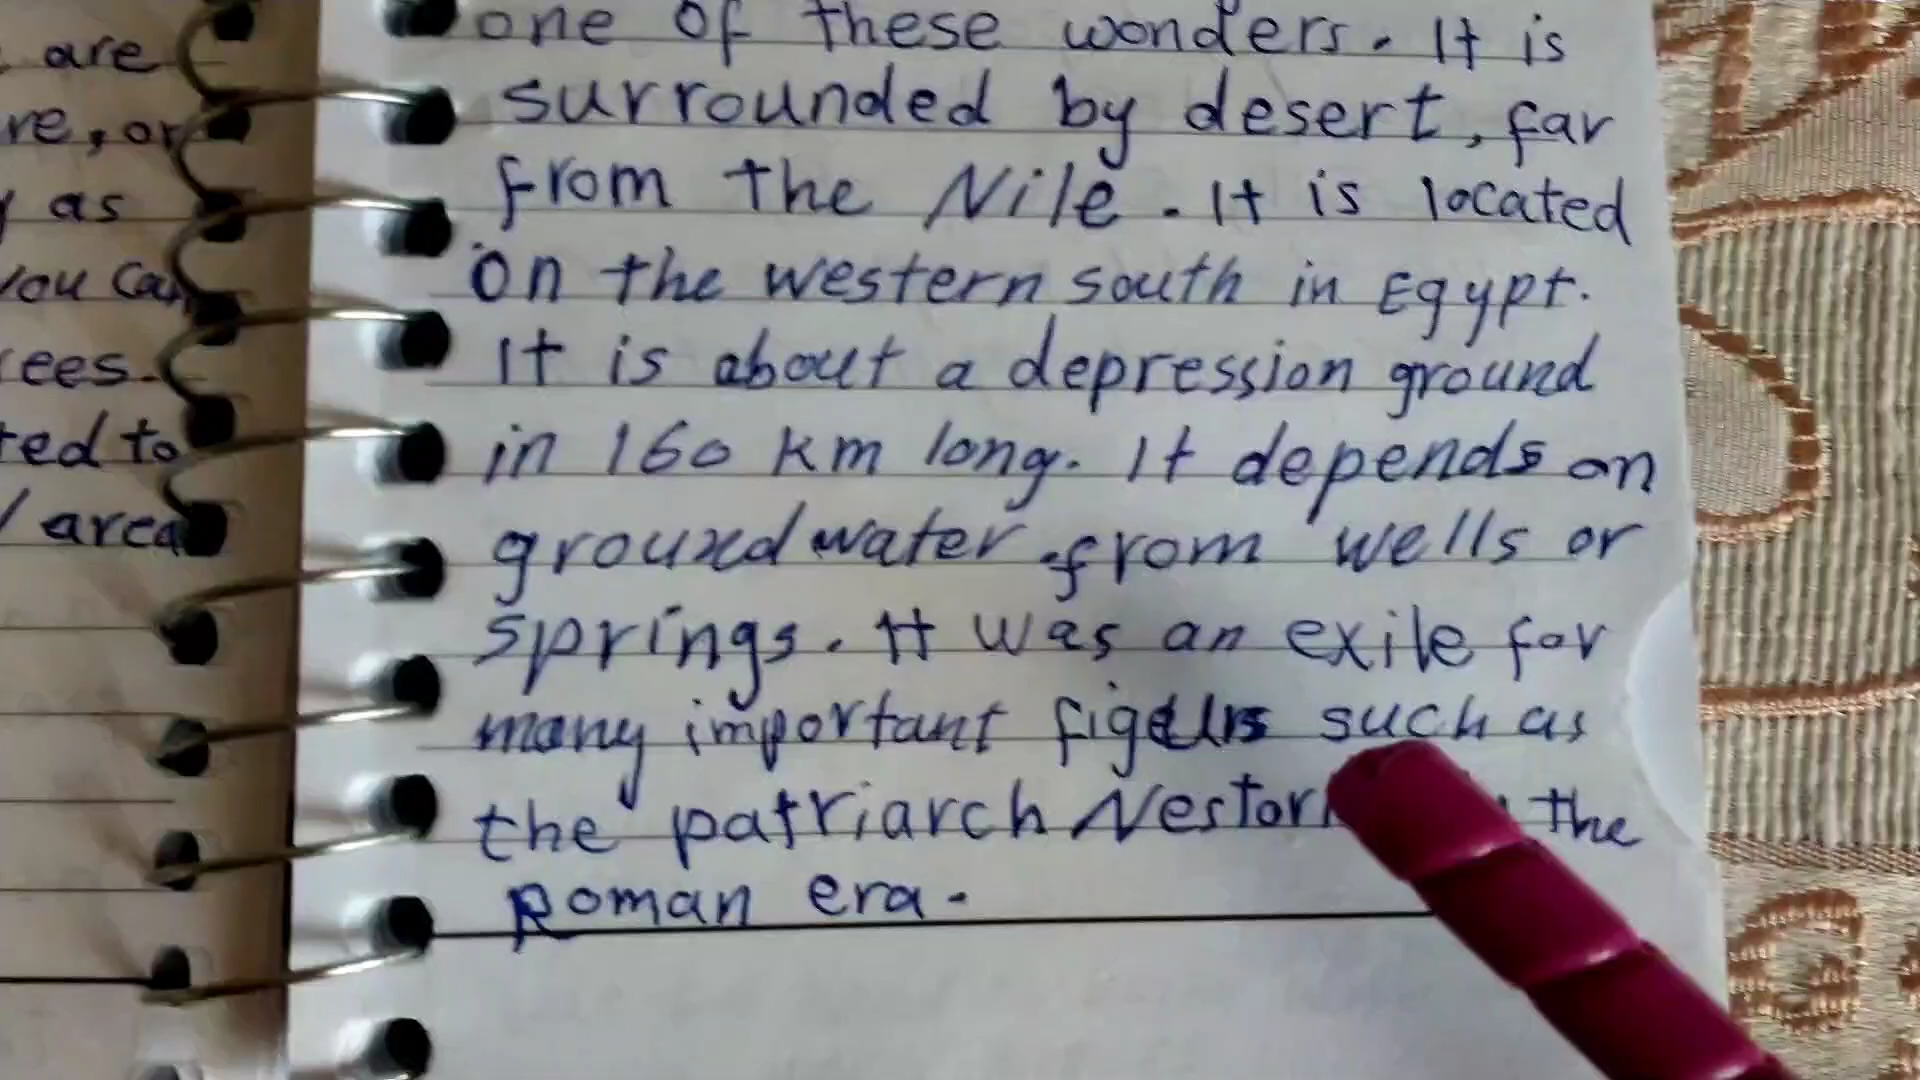 are
re, or
as
you can
ees.
ted to
area
one of these wonders. It is
surrounded by desert, far
from the Nile. It is located
on the western south in Egypt.
It is about a depression ground
in 160 km long. It depends on
groundwater from wells or
springs. It was an exile for
many important such as
the patriarch the
Roman era.